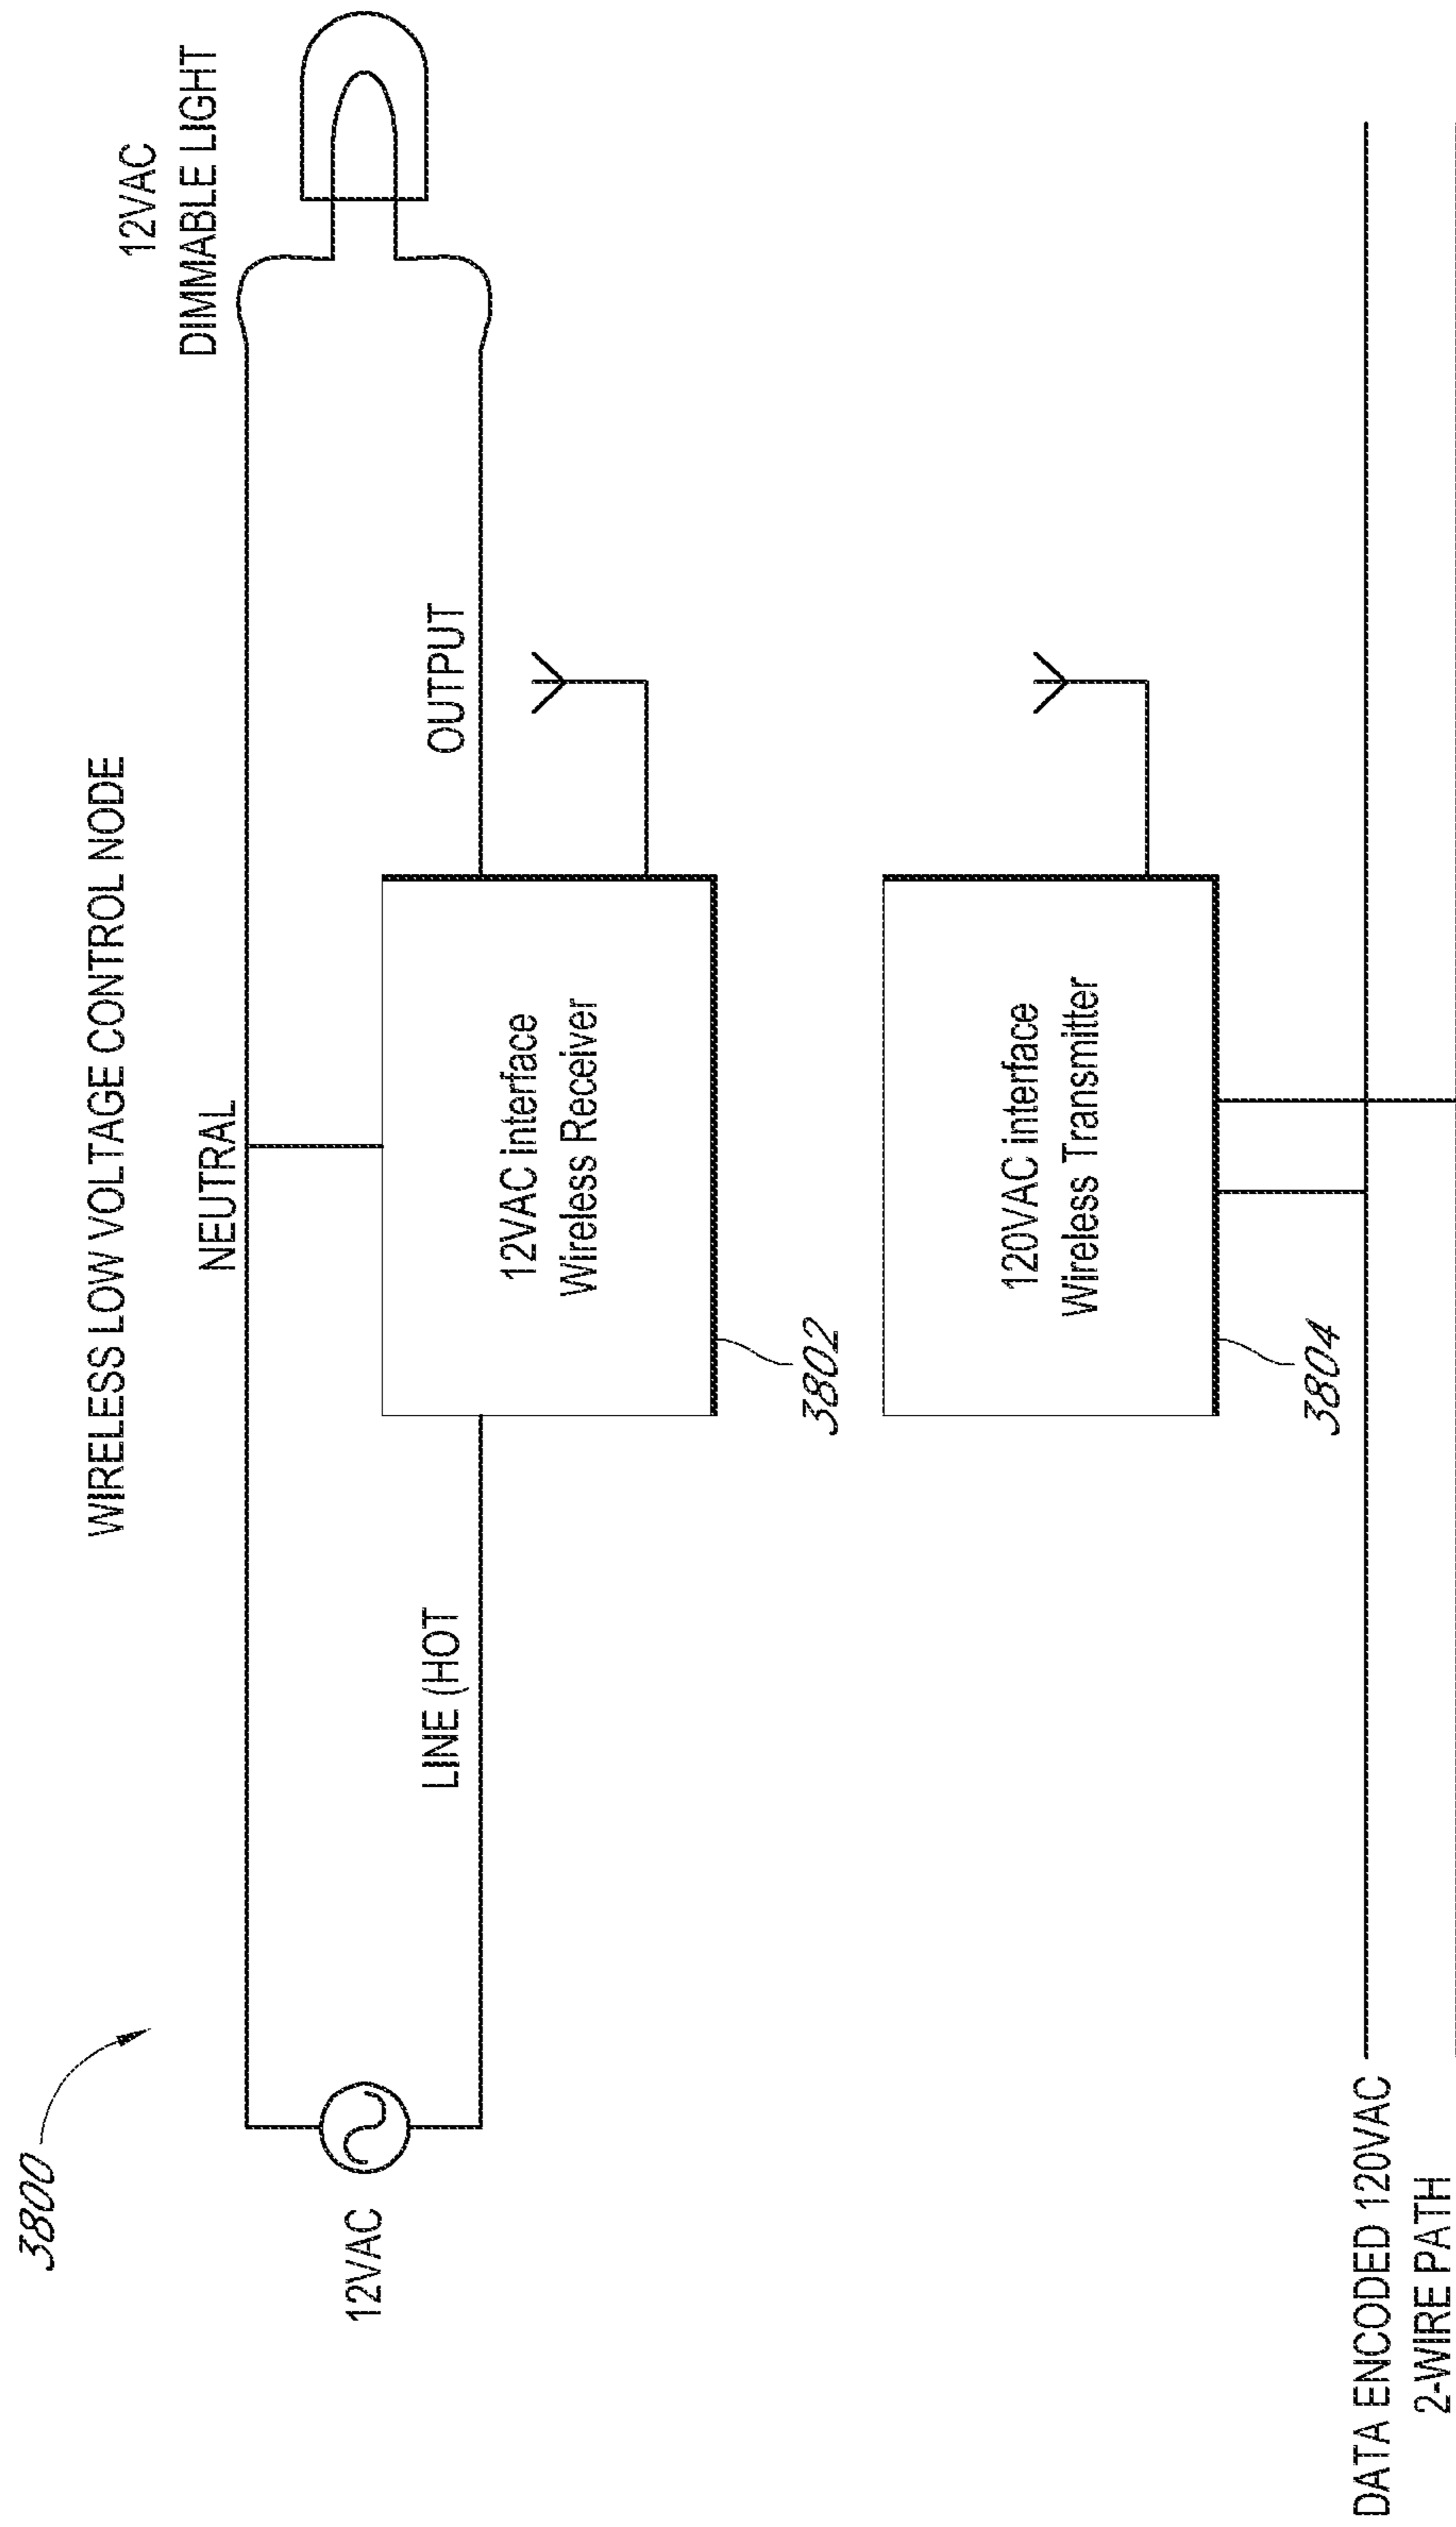 3800
WIRELESS LOW VOLTAGE CONTROL NODE
12VAC
DIMMABLE LIGHT
NEUTRAL
12VAC
LINE (HOT
OUTPUT
12VAC interface
Wireless Receiver
3802
120VAC interface
Wireless Transmitter
3804
DATA ENCODED 120VAC
2-WIRE PATH